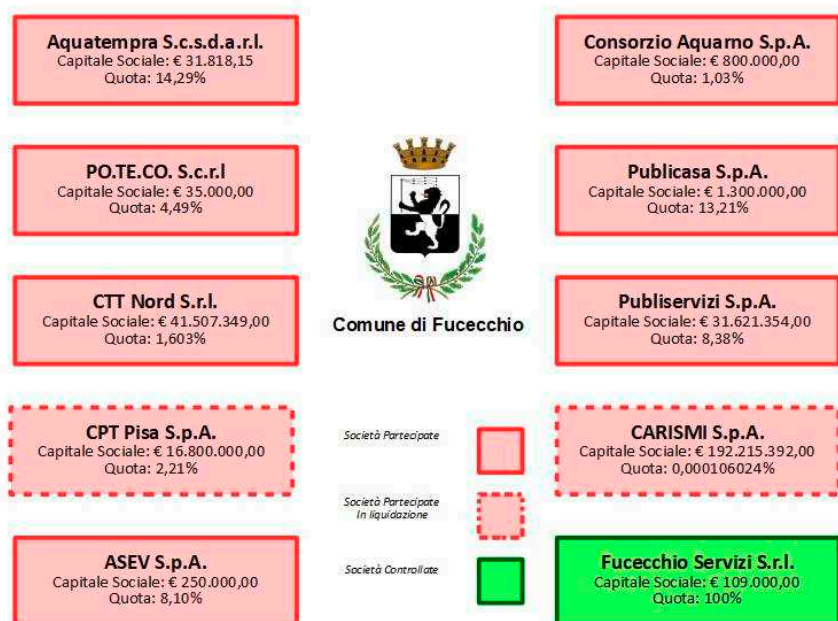 Aquatempra S.c.s.d.a.r.l.
Capitale Sociale: € 31.818,15
Quota: 14,29%
Consorzio Aquarno S.p.A.
Capitale Sociale: € 800.000,00
Quota: 1,03%
PO.TE.CO. S.c.r.l
Capitale Sociale: € 35.000,00
Quota: 4,49%
Publicasa S.p.A.
Capitale Sociale: € 1.300.000,00
Quota: 13,21%
CTT Nord S.r.l.
Capitale Sociale: € 41.507.349,00
Quota: 1,603%
Comune di Fucecchio
Publiservizi S.p.A.
Capitale Sociale: € 31.621.354,00
Quota: 8,38%
CPT Pisa S.p.A.
Capitale Sociale: € 16.800.000,00
Quota: 2,21%
Società Partecipate
Società Partecipate
In liquidazione
Società Controllate
CARISMI S.p.A.
Capitale Sociale: € 192.215.392,00
Quota: 0,000106024%
ASEV S.p.A.
Capitale Sociale: € 250.000,00
Quota: 8,10%
Fucecchio Servizi S.r.l.
Capitale Sociale: € 109.000,00
Quota: 100%